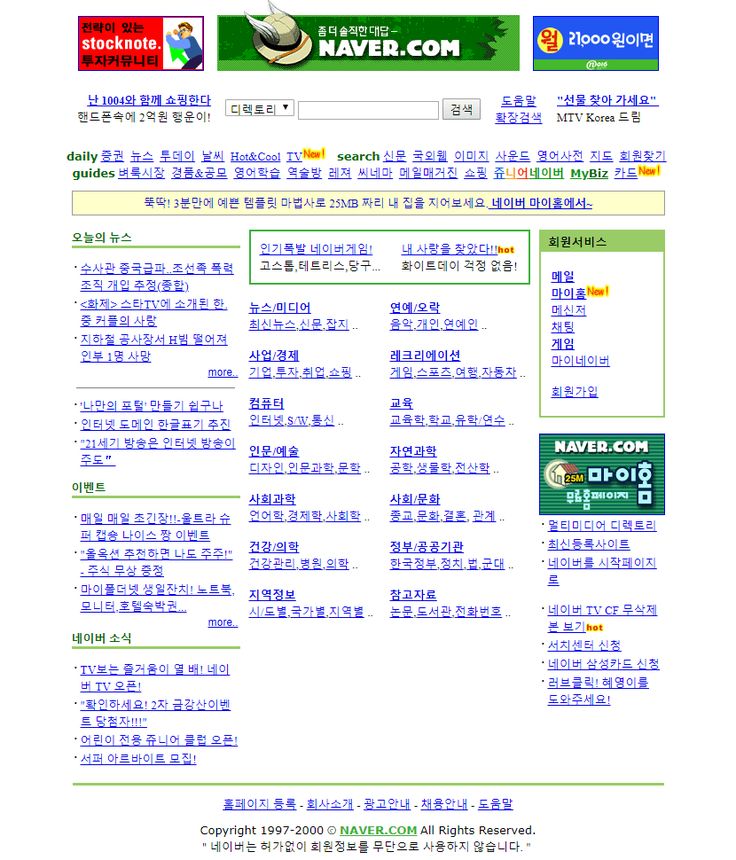 전략이 있는
stocknote.
투자커뮤니티
좀 더 솔직한 대답 –
NAVER.COM
월 21,000원이면
n016
난 1004와 함께 쇼핑한다
핸드폰속에 2억원 행운이!
디렉토리 ▼
검색
도움말
확장검색
"선물 찾아 가세요"
MTV Korea 드림
daily 증권 뉴스 투데이 날씨 Hot&Cool TV New! search 신문 국외웹 이미지 사운드 영어사전 지도 회원찾기
guides 벼룩시장 경품&공모 영어학습 역술방 레져 씨네마 메일매거진 쇼핑 쥬니어네이버 MyBiz 카드 New!
뚝딱! 3분만에 예쁜 템플릿 마법사로 25MB 짜리 내 집을 지어보세요. 네이버 마이홈에서~
오늘의 뉴스
· 수사관 중국급파..조선족 폭력
조직 개입 추정(종합)
· <화제> 스타TV에 소개된 한.
중 커플의 사랑
· 지하철 공사장서 H빔 떨어져
인부 1명 사망
more..
· '나만의 포털' 만들기 쉽구나
· 인터넷 도메인 한글표기 추진
· "21세기 방송은 인터넷 방송이
주도"
이벤트
· 매일 매일 초긴장!!-울트라 슈
퍼 캡숑 나이스 짱 이벤트
· "올옥션 추천하면 나도 주주!"
- 주식 무상 증정
· 마이폴더넷 생일잔치! 노트북,
모니터,호텔숙박권...
more..
네이버 소식
· TV보는 즐거움이 열 배! 네이
버 TV 오픈!
· "확인하세요! 2차 금강산이벤
트 당첨자!!!"
· 어린이 전용 쥬니어 클럽 오픈!
· 서퍼 아르바이트 모집!
인기폭발 네이버게임!
고스톱,테트리스,당구...
내 사랑을 찾았다!!hot
화이트데이 걱정 없음!
뉴스/미디어
최신뉴스,신문,잡지 ..
연예/오락
음악,개인,연예인 ..
사업/경제
기업,투자,취업,쇼핑 ..
레크리에이션
게임,스포츠,여행,자동차 ..
컴퓨터
인터넷,S/W,통신 ..
교육
교육학,학교,유학/연수 ..
인문/예술
디자인,인문과학,문학 ..
자연과학
공학,생물학,전산학 ..
사회과학
언어학,경제학,사회학 ..
사회/문화
종교,문화,결혼, 관계 ..
건강/의학
건강관리,병원,의학 ..
정부/공공기관
한국정부,정치,법,군대 ..
지역정보
시/도별,국가별,지역별 ..
참고자료
논문,도서관,전화번호 ..
회원서비스
메일
마이홈 New!
메신저
채팅
게임
마이네이버
회원가입
NAVER.COM
25M 마이홈
무료홈페이지
· 멀티미디어 디렉토리
· 최신등록사이트
· 네이버를 시작페이지
로
· 네이버 TV CF 무삭제
본 보기 hot
· 서치센터 신청
· 네이버 삼성카드 신청
· 러브클릭! 혜영이를
도와주세요!
홈페이지 등록 - 회사소개 - 광고안내 - 채용안내 - 도움말
Copyright 1997-2000 © NAVER.COM All Rights Reserved.
" 네이버는 허가없이 회원정보를 무단으로 사용하지 않습니다. "